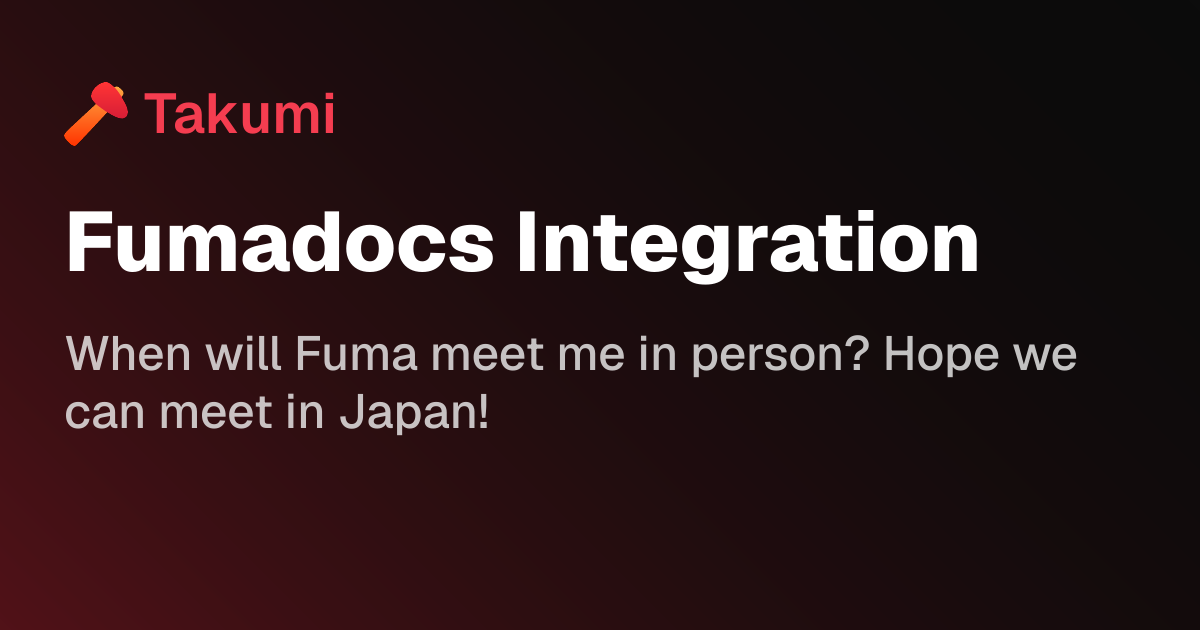 Takumi
Fumadocs Integration
When will Fuma meet me in person? Hope we
can meet in Japan!